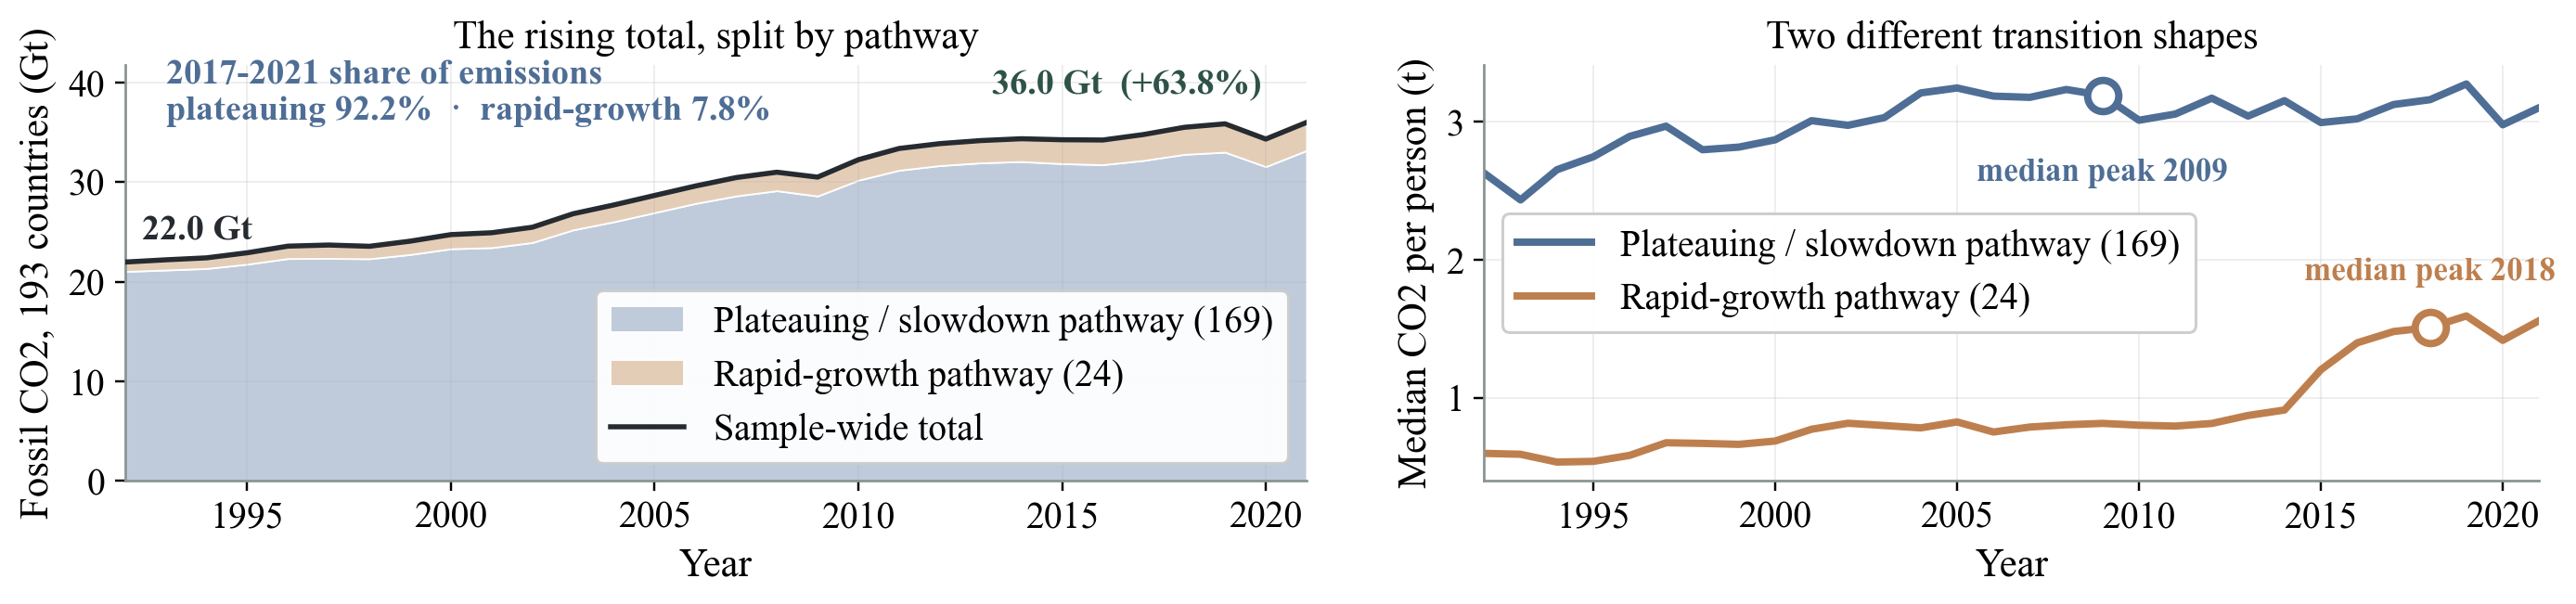 The rising total, split by pathway
Fossil CO2, 193 countries (Gt)
40
30
20
10
0
2017-2021 share of emissions
plateauing 92.2% · rapid-growth 7.8%
36.0 Gt (+63.8%)
22.0 Gt
Plateauing / slowdown pathway (169)
Rapid-growth pathway (24)
Sample-wide total
1995 2000 2005 2010 2015 2020
Year
Two different transition shapes
Median CO2 per person (t)
3
2
1
median peak 2009
Plateauing / slowdown pathway (169)
Rapid-growth pathway (24)
median peak 2018
1995 2000 2005 2010 2015 2020
Year